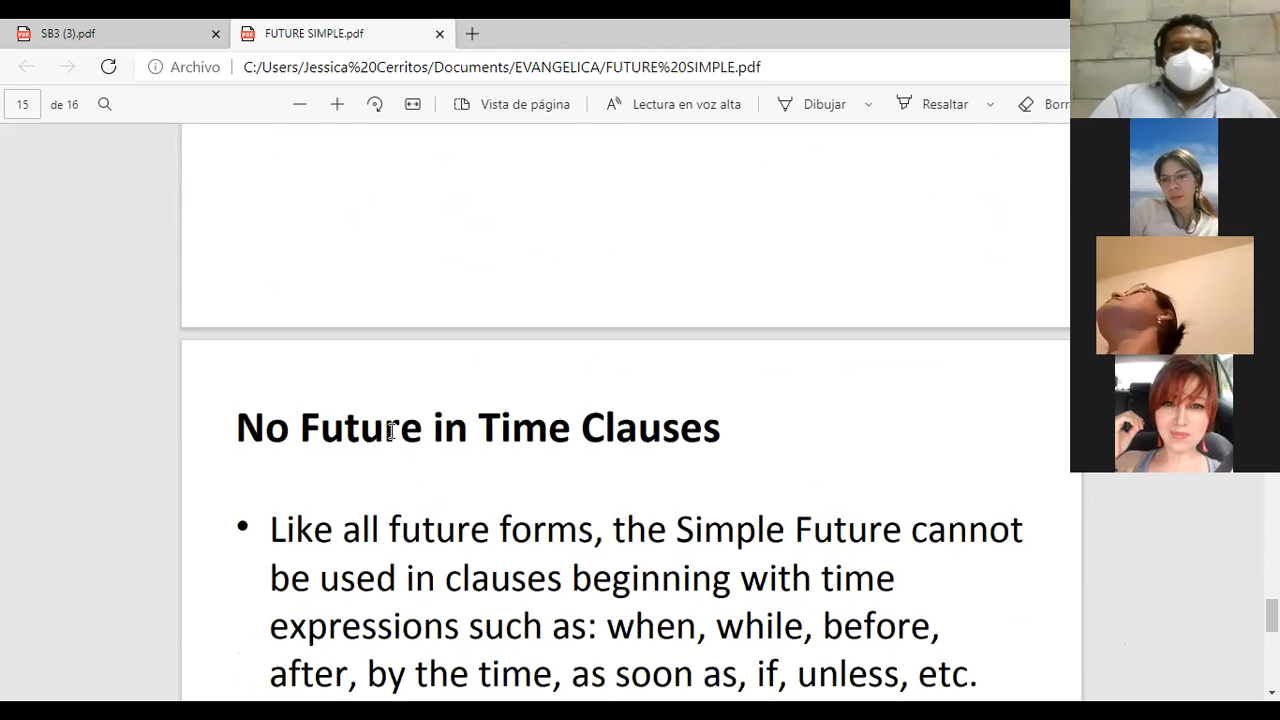 SB3 (3).pdf
FUTURE SIMPLE.pdf
Archivo
C:/Users/Jessica%20Cerritos/Documents/EVANGELICA/FUTURE%20SIMPLE.pdf
15 de 16
Vista de página
Lectura en voz alta
Dibujar
Resaltar
Borr
No Future in Time Clauses
• Like all future forms, the Simple Future cannot
be used in clauses beginning with time
expressions such as: when, while, before,
after, by the time, as soon as, if, unless, etc.